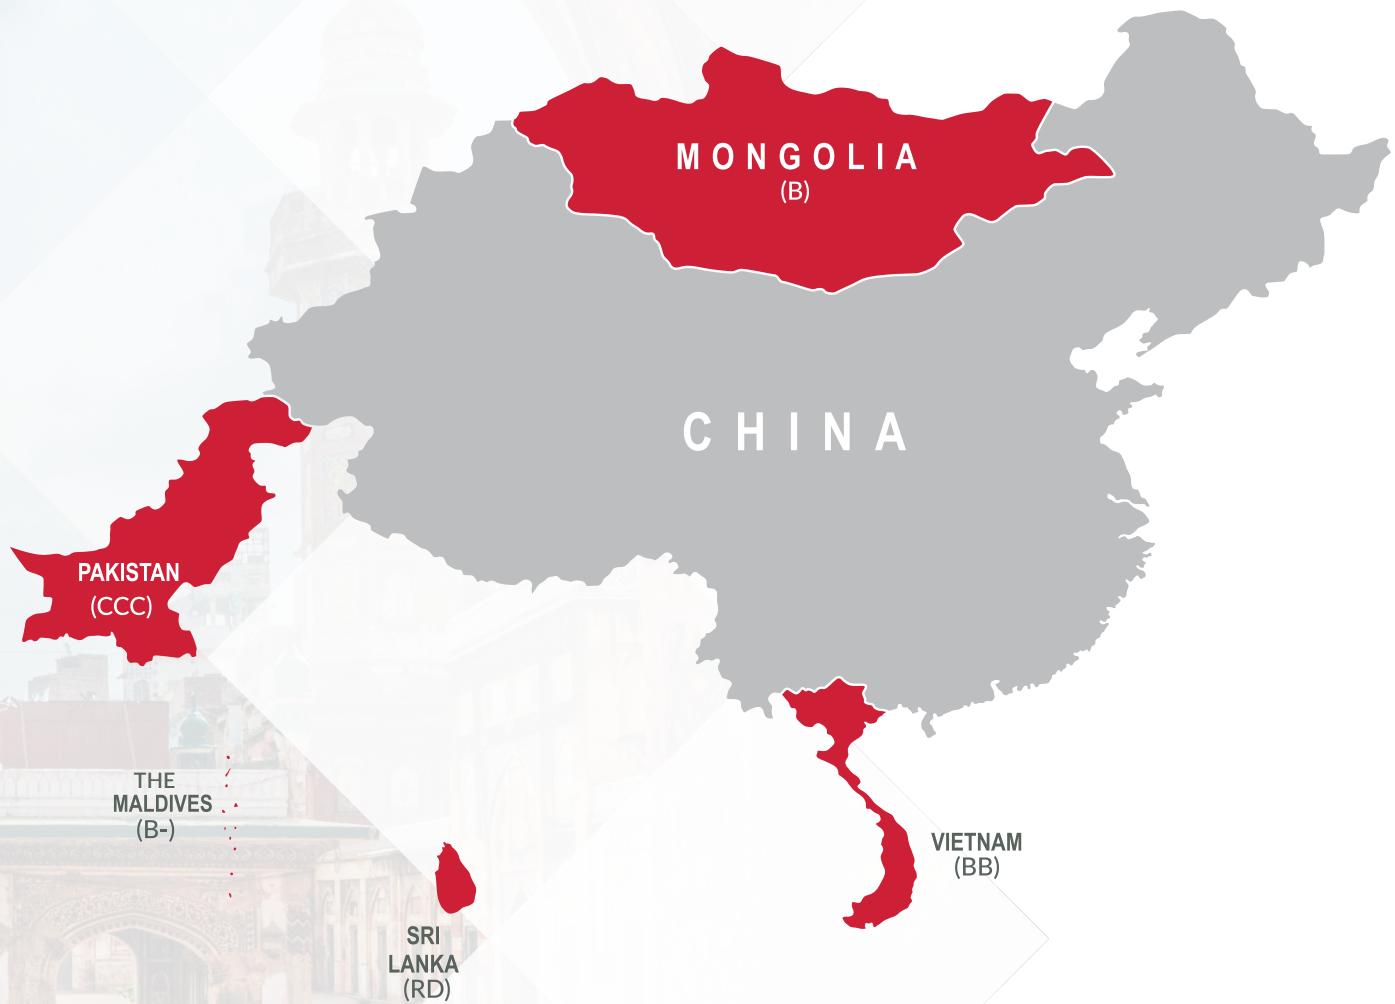 MONGOLIA
(B)
CHINA
PAKISTAN
(CCC)
THE
MALDIVES
(B-)
VIETNAM
(BB)
SRI
LANKA
(RD)